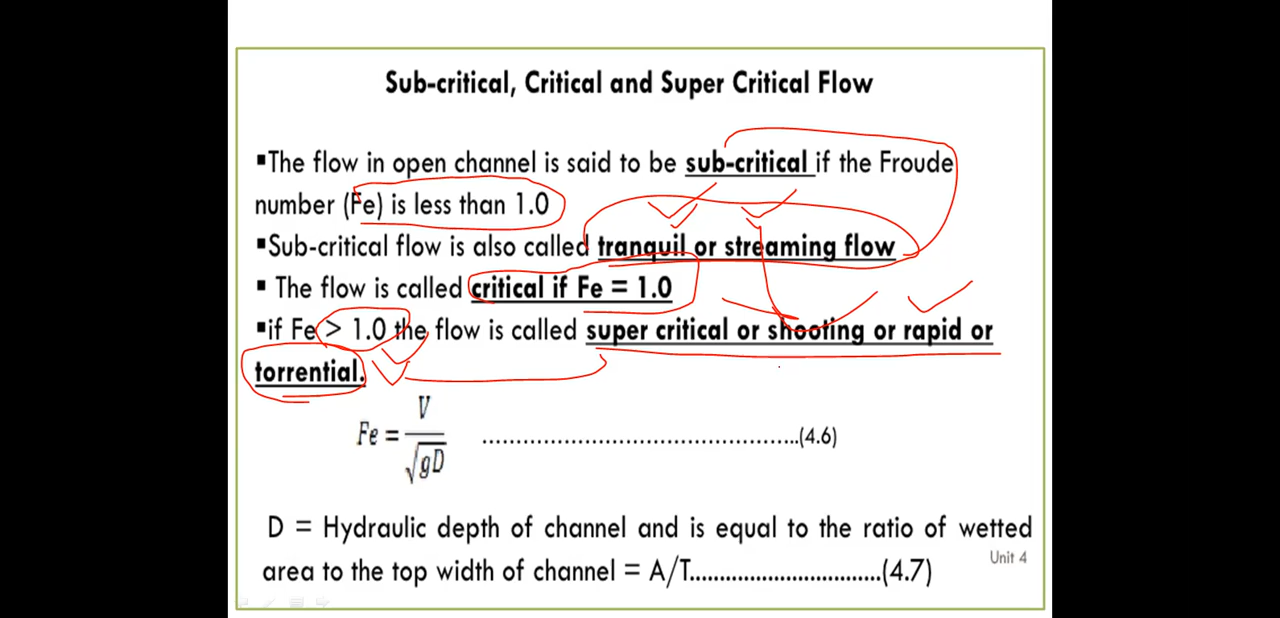 Sub-critical, Critical and Super Critical Flow
▪The flow in open channel is said to be sub-critical if the Froude
number (Fe) is less than 1.0
▪Sub-critical flow is also called tranquil or streaming flow
▪ The flow is called critical if Fe = 1.0
▪if Fe > 1.0 the flow is called super critical or shooting or rapid or
torrential.
Fe = V/√gD ……………………………………………..(4.6)
D = Hydraulic depth of channel and is equal to the ratio of wetted
area to the top width of channel = A/T................................(4.7)
Unit 4